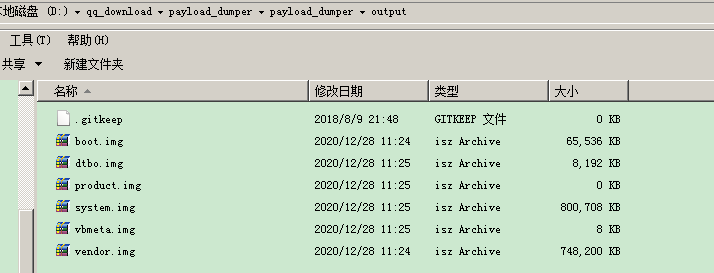 本地磁盘 (D:) ▾ qq_download ▾ payload_dumper ▾ payload_dumper ▾ output
工具(T) 帮助(H)
共享 ▾ 新建文件夹
名称 修改日期 类型 大小
.gitkeep 2018/8/9 21:48 GITKEEP 文件 0 KB
boot.img 2020/12/28 11:24 isz Archive 65,536 KB
dtbo.img 2020/12/28 11:25 isz Archive 8,192 KB
product.img 2020/12/28 11:25 isz Archive 0 KB
system.img 2020/12/28 11:25 isz Archive 800,708 KB
vbmeta.img 2020/12/28 11:25 isz Archive 8 KB
vendor.img 2020/12/28 11:24 isz Archive 748,200 KB